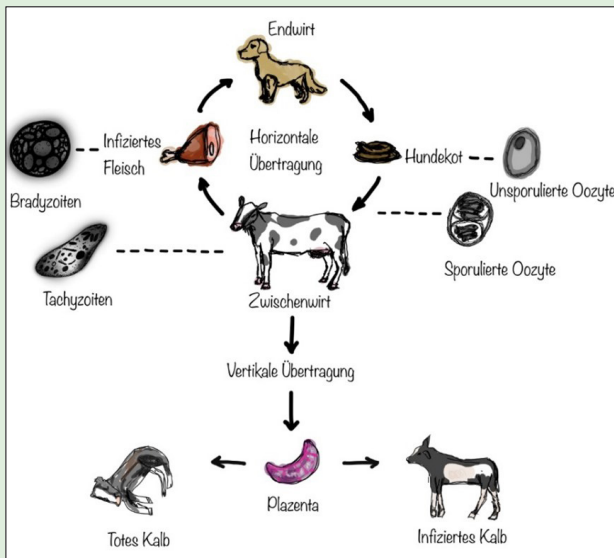 Endwirt
Infiziertes
Fleisch
Horizontale
Übertragung
Hundekot
Bradyzoiten
Unsporulierte Oozyte
Tachyzoiten
Zwischenwirt
Sporulierte Oozyte
Vertikale Übertragung
Plazenta
Totes Kalb
Infiziertes Kalb